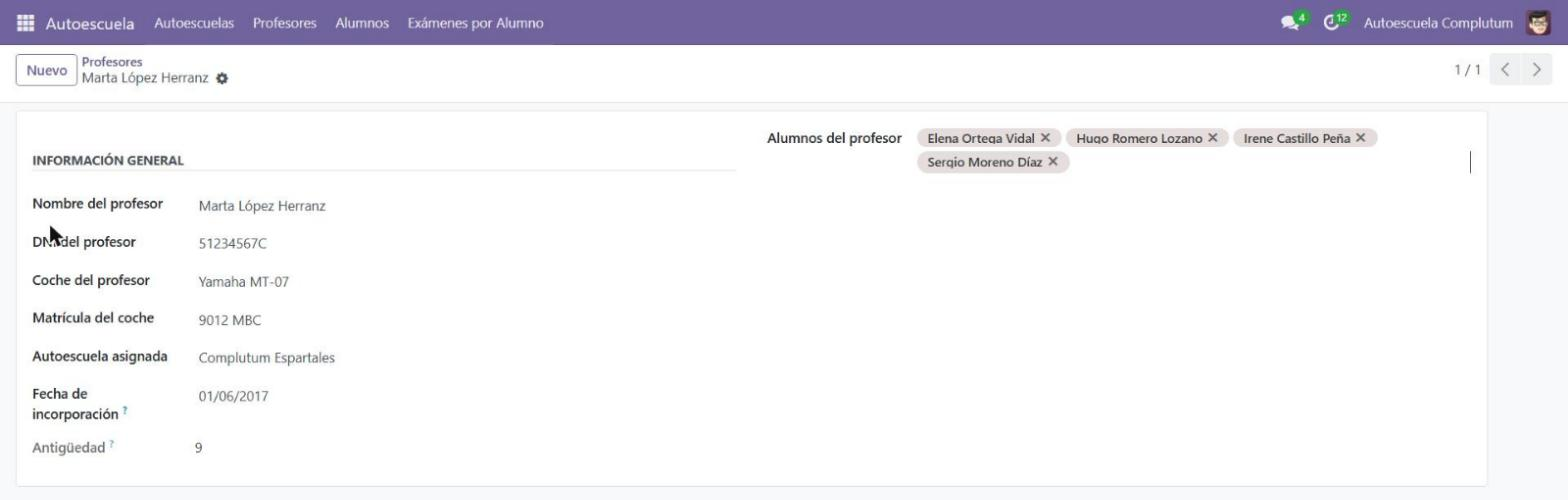 Autoescuela Autoescuelas Profesores Alumnos Exámenes por Alumno 4 12 Autoescuela Complutum
Nuevo Profesores
Marta López Herranz
1 / 1
INFORMACIÓN GENERAL
Nombre del profesor Marta López Herranz
DNI del profesor 51234567C
Coche del profesor Yamaha MT-07
Matrícula del coche 9012 MBC
Autoescuela asignada Complutum Espartales
Fecha de
incorporación ? 01/06/2017
Antigüedad ? 9
Alumnos del profesor Elena Ortega Vidal ✕ Hugo Romero Lozano ✕ Irene Castillo Peña ✕
Sergio Moreno Díaz ✕